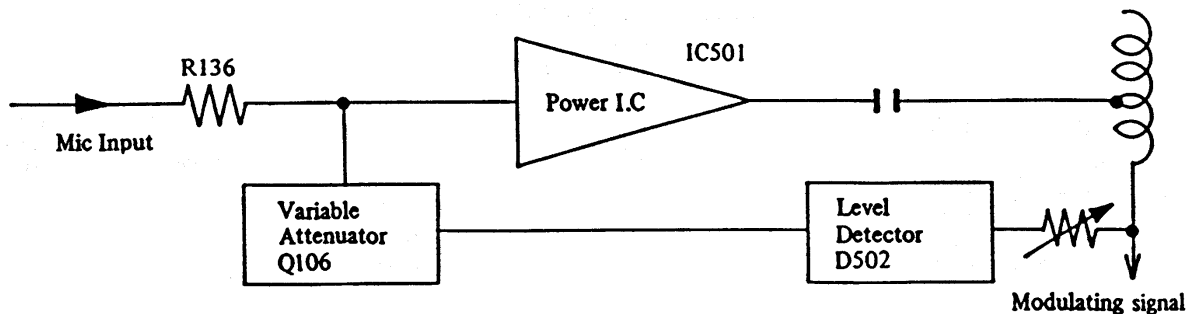 R136
IC501
Power I.C
Mic Input
Variable
Attenuator
Q106
Level
Detector
D502
Modulating signal